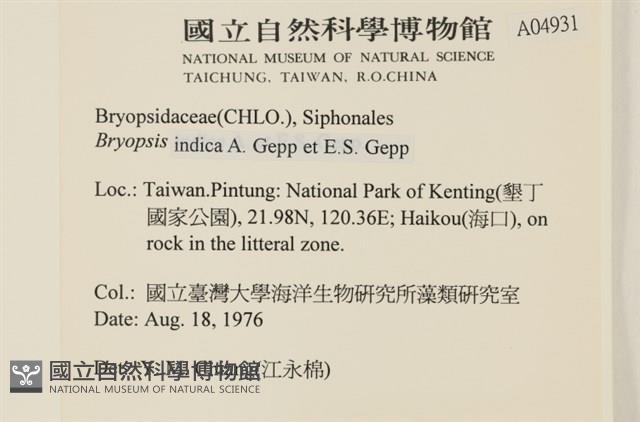 國立自然科學博物館
A04931
NATIONAL MUSEUM OF NATURAL SCIENCE
TAICHUNG, TAIWAN, R.O.CHINA
Bryopsidaceae(CHLO.), Siphonales
Bryopsis indica A. Gepp et E.S. Gepp
Loc.: Taiwan.Pintung: National Park of Kenting(墾丁
國家公園), 21.98N, 120.36E; Haikou(海口), on
rock in the litteral zone.
Col.: 國立臺灣大學海洋生物研究所藻類研究室
Date: Aug. 18, 1976
(江永棉)
國立自然科學博物館
NATIONAL MUSEUM OF NATURAL SCIENCE